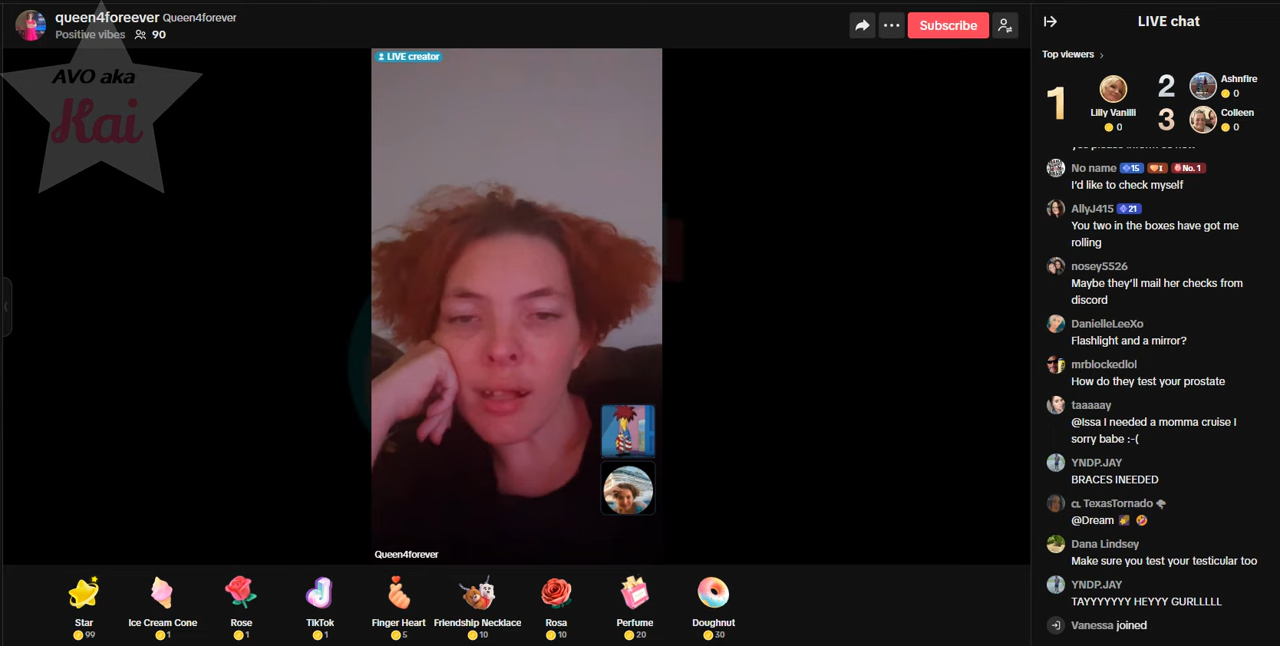 queen4foreever Queen4forever
Positive vibes 90
Subscribe
AVO aka
Kai
LIVE creator
Queen4forever
Star
99
Ice Cream Cone
1
Rose
1
TikTok
1
Finger Heart
5
Friendship Necklace
10
Rosa
10
Perfume
20
Doughnut
30
LIVE chat
Top viewers
1
Lilly Vanilli
0
2
Ashnfire
0
3
Colleen
0
No name 15 I No. 1
I'd like to check myself
AllyJ415 21
You two in the boxes have got me
rolling
nosey5526
Maybe they'll mail her checks from
discord
DanielleLeeXo
Flashlight and a mirror?
mrblockedlol
How do they test your prostate
taaaaay
@Issa I needed a momma cruise I
sorry babe :-(
YNDP.JAY
BRACES INEEDED
TexasTornado
@Dream
Dana Lindsey
Make sure you test your testicular too
YNDP.JAY
TAYYYYYYY HEYYY GURLLLLL
Vanessa joined